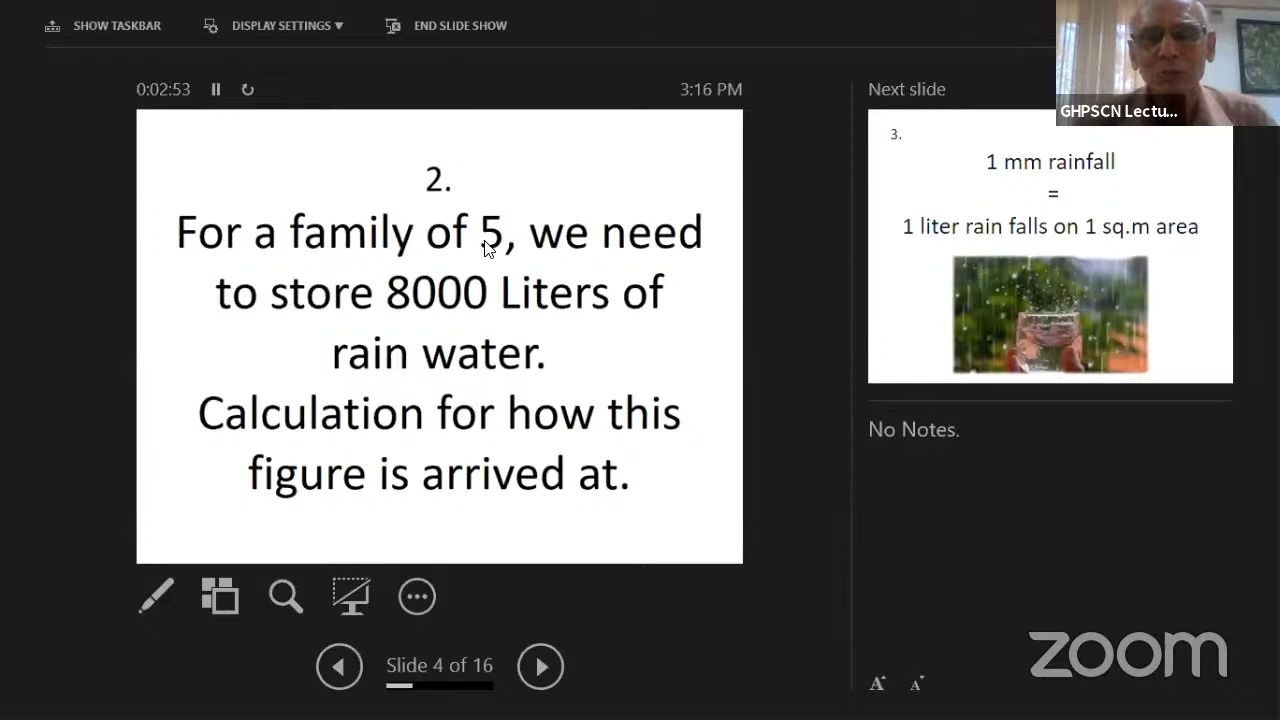 SHOW TASKBAR
DISPLAY SETTINGS ▼
END SLIDE SHOW
0:02:53
3:16 PM
2.
For a family of 5, we need
to store 8000 Liters of
rain water.
Calculation for how this
figure is arrived at.
Slide 4 of 16
Next slide
GHPSCN Lectu...
3.
1 mm rainfall
=
1 liter rain falls on 1 sq.m area
No Notes.
A A
zoom